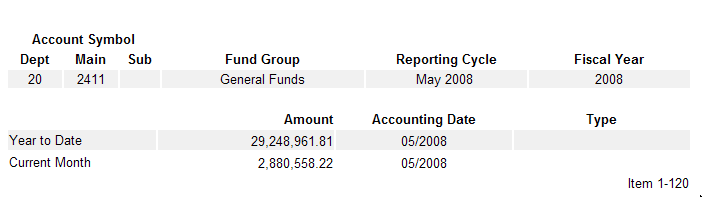 Account Symbol
Dept Main Sub Fund Group Reporting Cycle Fiscal Year
20 2411 General Funds May 2008 2008
Amount Accounting Date Type
Year to Date 29,248,961.81 05/2008
Current Month 2,880,558.22 05/2008
Item 1-120